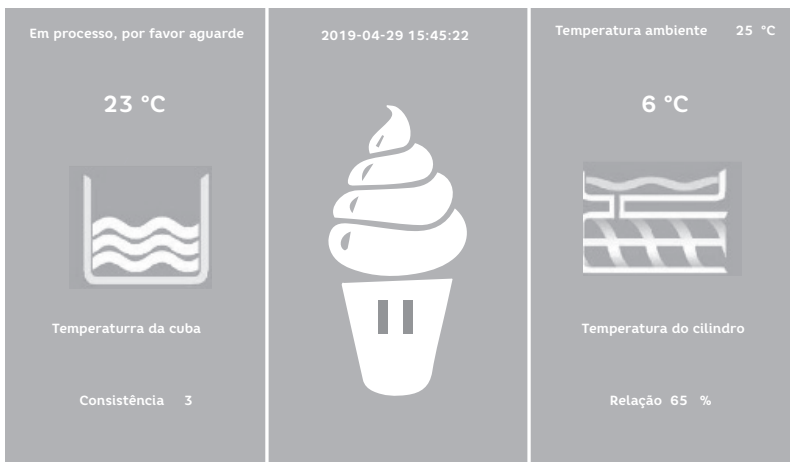 Em processo, por favor aguarde
23 °C
Temperaturra da cuba
Consistência 3
2019-04-29 15:45:22
Temperatura ambiente 25 °C
6 °C
Temperatura do cilindro
Relação 65 %